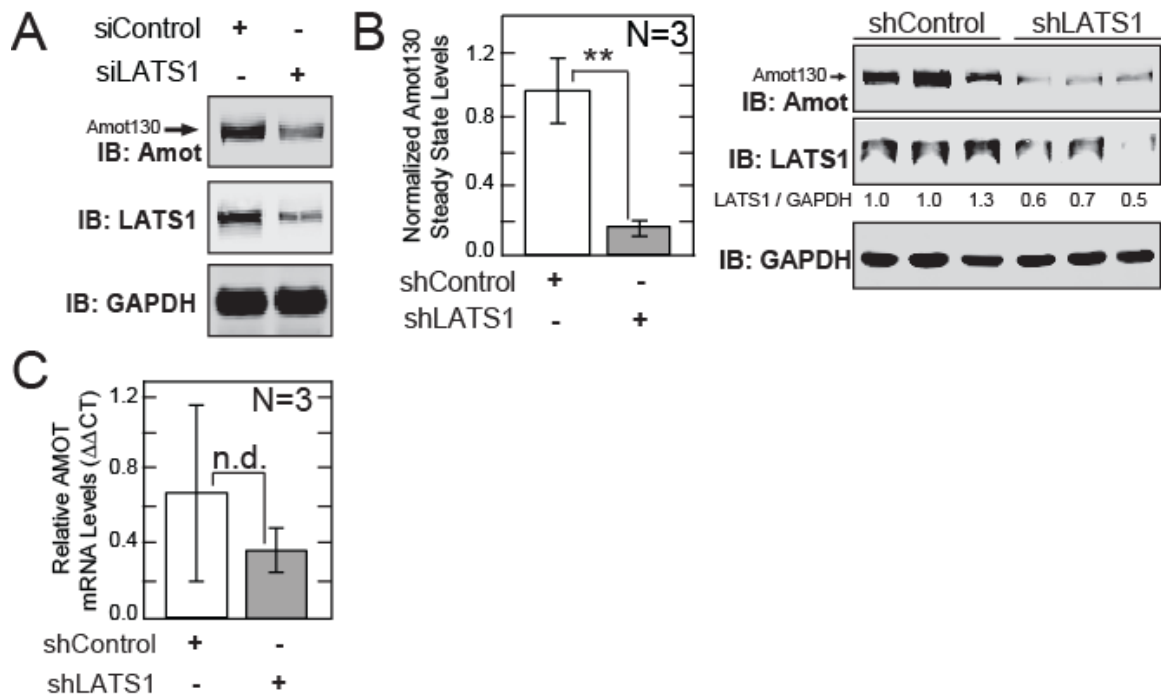 A
siControl + -
siLATS1 - +
Amot130
IB: Amot
IB: LATS1
IB: GAPDH
B
Normalized Amot130
Steady State Levels
1.2
0.8
0.4
0.0
N=3
**
shControl + -
shLATS1 - +
shControl shLATS1
Amot130
IB: Amot
IB: LATS1
LATS1 / GAPDH 1.0 1.0 1.3 0.6 0.7 0.5
IB: GAPDH
C
Relative AMOT
mRNA Levels (ΔΔCT)
1.2
0.8
0.4
0.0
N=3
n.d.
shControl + -
shLATS1 - +